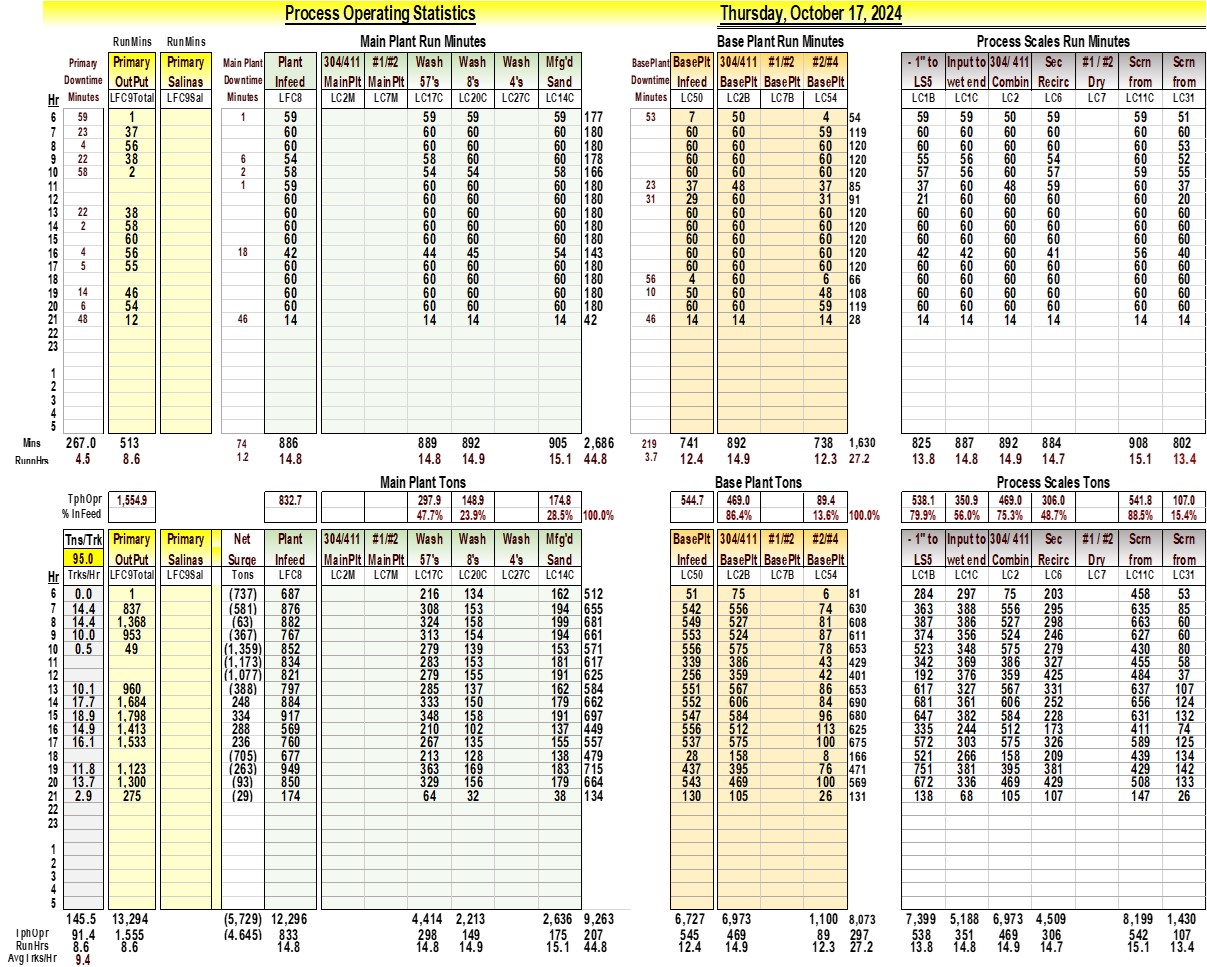 Process Operating Statistics Thursday, October 17, 2024
RunMins RunMins Main Plant Run Minutes Base Plant Run Minutes Process Scales Run Minutes
Primary Primary Primary Main Plant Plant 304/411 #1/#2 Wash Wash Wash Mfg'd BasePlant BasePlt 304/411 #1/#2 #2/#4 - 1" to Input to 304/ 411 Sec #1 / #2 Scrn Scrn
Downtime OutPut Salinas Downtime Infeed MainPlt MainPlt 57's 8's 4's Sand Downtime Infeed BasePlt BasePlt BasePlt LS5 wet end Combin Recirc Dry from from
Hr Minutes LFC9Total LFC9Sal Minutes LFC8 LC2M LC7M LC17C LC20C LC27C LC14C Minutes LC50 LC2B LC7B LC54 LC1B LC1C LC2 LC6 LC7 LC11C LC31
6 59 1 1 59 59 59 59 177 53 7 50 4 54 59 59 50 59 59 51
7 23 37 60 60 60 60 180 60 60 59 119 60 60 60 60 60 60
8 4 56 60 60 60 60 180 60 60 60 120 60 60 60 60 60 53
9 22 38 6 54 58 60 60 178 60 60 60 120 55 56 60 54 60 52
10 58 2 2 58 54 54 58 166 60 60 60 120 57 56 60 57 59 55
11 1 59 60 60 60 180 23 37 48 37 85 37 60 48 59 60 37
12 60 60 60 60 180 31 29 60 31 91 21 60 60 60 60 20
13 22 38 60 60 60 60 180 60 60 60 120 60 60 60 60 60 60
14 2 58 60 60 60 60 180 60 60 60 120 60 60 60 60 60 60
15 60 60 60 60 60 180 60 60 60 120 60 60 60 60 60 60
16 4 56 18 42 44 45 54 143 60 60 60 120 42 42 60 41 56 40
17 5 55 60 60 60 60 180 60 60 60 120 60 60 60 60 60 60
18 60 60 60 60 180 56 4 60 6 66 60 60 60 60 60 60
19 14 46 60 60 60 60 180 10 50 60 48 108 60 60 60 60 60 60
20 6 54 60 60 60 60 180 60 60 59 119 60 60 60 60 60 60
21 48 12 46 14 14 14 14 42 46 14 14 14 28 14 14 14 14 14 14
22
23
1
2
3
4
5
Mins 267.0 513 74 886 889 892 905 2,686 219 741 892 738 1,630 825 887 892 884 908 802
RunnHrs 4.5 8.6 1.2 14.8 14.8 14.9 15.1 44.8 3.7 12.4 14.9 12.3 27.2 13.8 14.8 14.9 14.7 15.1 13.4
Main Plant Tons Base Plant Tons Process Scales Tons
TphOpr 1,554.9 832.7 297.9 148.9 174.8 544.7 469.0 89.4 538.1 350.9 469.0 306.0 541.8 107.0
% InFeed 47.7% 23.9% 28.5% 100.0% 86.4% 13.6% 100.0% 79.9% 56.0% 75.3% 48.7% 88.5% 15.4%
Tns/Trk Primary Primary Net Plant 304/411 #1/#2 Wash Wash Wash Mfg'd BasePlt 304/411 #1/#2 #2/#4 - 1" to Input to 304/ 411 Sec #1 / #2 Scrn Scrn
95.0 OutPut Salinas Surge Infeed MainPlt MainPlt 57's 8's 4's Sand Infeed BasePlt BasePlt BasePlt LS5 wet end Combin Recirc Dry from from
Hr Trks/Hr LFC9Total LFC9Sal Tons LFC8 LC2M LC7M LC17C LC20C LC27C LC14C LC50 LC2B LC7B LC54 LC1B LC1C LC2 LC6 LC7 LC11C LC31
6 0.0 1 (737) 687 216 134 162 512 51 75 6 81 284 297 75 203 458 53
7 14.4 837 (581) 876 308 153 194 655 542 556 74 630 363 388 556 295 635 85
8 14.4 1,368 (63) 882 324 158 199 681 549 527 81 608 387 386 527 298 663 60
9 10.0 953 (367) 767 313 154 194 661 553 524 87 611 374 356 524 246 627 60
10 0.5 49 (1,359) 852 279 139 153 571 556 575 78 653 523 348 575 279 430 80
11 (1,173) 834 283 153 181 617 339 386 43 429 342 369 386 327 455 58
12 (1,077) 821 279 155 191 625 256 359 42 401 192 376 359 425 484 37
13 10.1 960 (388) 797 285 137 162 584 551 567 86 653 617 327 567 331 637 107
14 17.7 1,684 248 884 333 150 179 662 552 606 84 690 681 361 606 252 656 124
15 18.9 1,798 334 917 348 158 191 697 547 584 96 680 647 382 584 228 631 132
16 14.9 1,413 288 569 210 102 137 449 556 512 113 625 335 244 512 173 411 74
17 16.1 1,533 236 760 267 135 155 557 537 575 100 675 572 303 575 326 589 125
18 (705) 677 213 128 138 479 28 158 8 166 521 266 158 209 439 134
19 11.8 1,123 (263) 949 363 169 183 715 437 395 76 471 751 381 395 381 429 142
20 13.7 1,300 (93) 850 329 156 179 664 543 469 100 569 672 336 469 429 508 133
21 2.9 275 (29) 174 64 32 38 134 130 105 26 131 138 68 105 107 147 26
22
23
1
2
3
4
5
145.5 13,294 (5,729) 12,296 4,414 2,213 2,636 9,263 6,727 6,973 1,100 8,073 7,399 5,188 6,973 4,509 8,199 1,430
TphOpr 91.4 1,555 (4,645) 833 298 149 175 207 545 469 89 297 538 351 469 306 542 107
RunHrs 8.6 8.6 14.8 14.8 14.9 15.1 44.8 12.4 14.9 12.3 27.2 13.8 14.8 14.9 14.7 15.1 13.4
Avg Trks/Hr 9.4